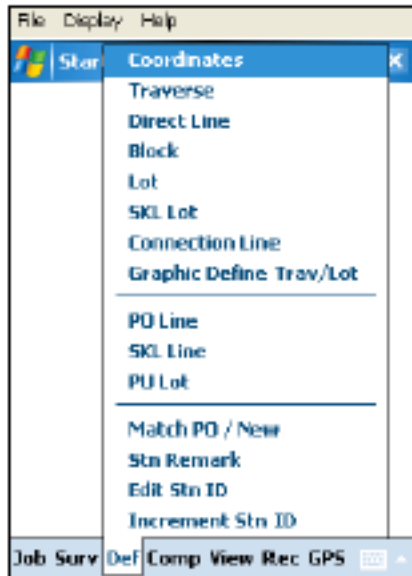 File Display Help
Star
Coordinates
Traverse
Direct Line
Block
Lot
SKL Lot
Connection Line
Graphic Define Trav/Lot
PO Line
SKL Line
PU Lot
Match PO / New
Stn Remark
Edit Stn ID
Increment Stn ID
Job Surv Def Comp View Rec GPS